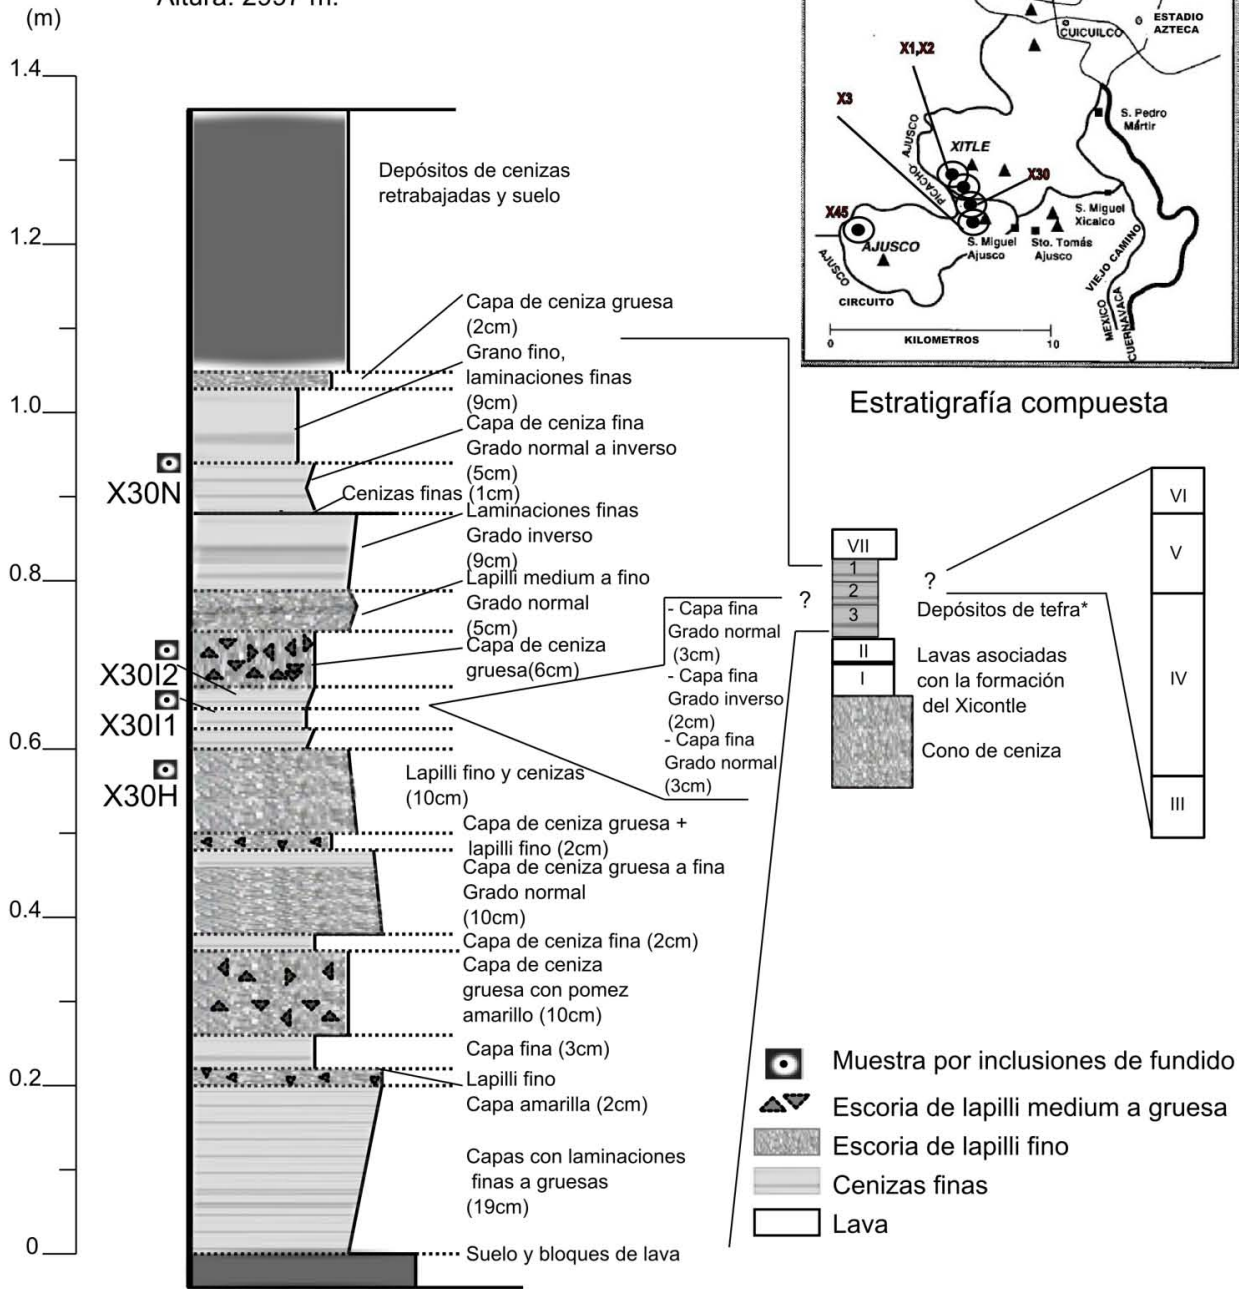 Altura: 2997 m.
(m)
1.4
1.2
1.0
0.8
0.6
0.4
0.2
0
X30N
X30I2
X30I1
X30H
Depósitos de cenizas
retrabajadas y suelo
Capa de ceniza gruesa
(2cm)
Grano fino,
laminaciones finas
(9cm)
Capa de ceniza fina
Grado normal a inverso
(5cm)
Cenizas finas (1cm)
Laminaciones finas
Grado inverso
(9cm)
Lapilli medium a fino
Grado normal
(5cm)
Capa de ceniza
gruesa(6cm)
- Capa fina
Grado normal
(3cm)
- Capa fina
Grado inverso
(2cm)
- Capa fina
Grado normal
(3cm)
Lapilli fino y cenizas
(10cm)
Capa de ceniza gruesa +
lapilli fino (2cm)
Capa de ceniza gruesa a fina
Grado normal
(10cm)
Capa de ceniza fina (2cm)
Capa de ceniza
gruesa con pomez
amarillo (10cm)
Capa fina (3cm)
Lapilli fino
Capa amarilla (2cm)
Capas con laminaciones
finas a gruesas
(19cm)
Suelo y bloques de lava
CUICUILCO
ESTADIO
AZTECA
X1,X2
X3
S. Pedro
Mártir
AJUSCO
PICACHO
XITLE
X30
X45
AJUSCO
S. Miguel
Xicalco
S. Miguel
Ajusco
Sto. Tomás
Ajusco
AJUSCO
CIRCUITO
VIEJO CAMINO
MEXICO
CUERNAVACA
KILOMETROS
0
10
Estratigrafía compuesta
VII
1
2
3
II
I
?
?
Depósitos de tefra*
Lavas asociadas
con la formación
del Xicontle
Cono de ceniza
VI
V
IV
III
Muestra por inclusiones de fundido
Escoria de lapilli medium a gruesa
Escoria de lapilli fino
Cenizas finas
Lava